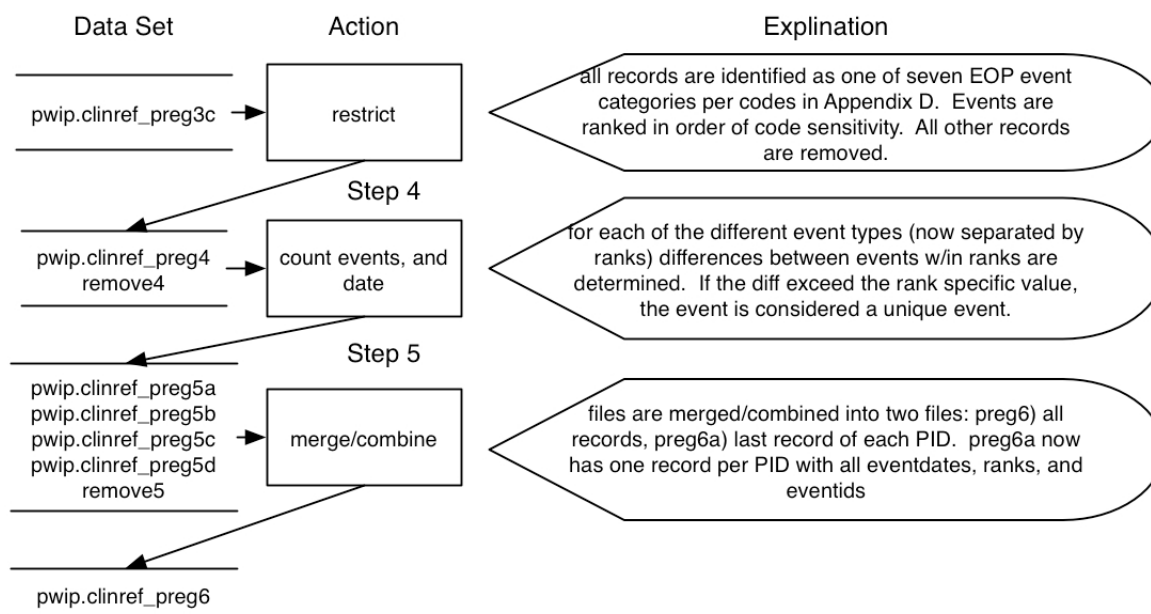 Data Set
Action
Explination
pwip.clinref_preg3c
restrict
all records are identified as one of seven EOP event
categories per codes in Appendix D.  Events are
ranked in order of code sensitivity.  All other records
are removed.
Step 4
pwip.clinref_preg4
remove4
count events, and
date
for each of the different event types (now separated by
ranks) differences between events w/in ranks are
determined.  If the diff exceed the rank specific value,
the event is considered a unique event.
Step 5
pwip.clinref_preg5a
pwip.clinref_preg5b
pwip.clinref_preg5c
pwip.clinref_preg5d
remove5
merge/combine
files are merged/combined into two files: preg6) all
records, preg6a) last record of each PID.  preg6a now
has one record per PID with all eventdates, ranks, and
eventids
pwip.clinref_preg6